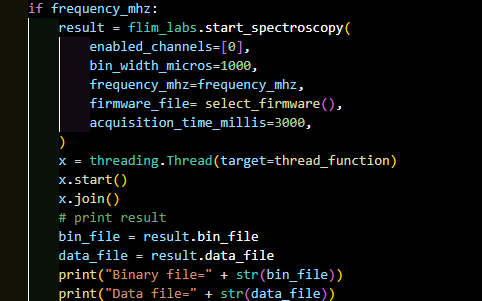 if frequency_mhz:
result = flim_labs.start_spectroscopy(
enabled_channels=[0],
bin_width_micros=1000,
frequency_mhz=frequency_mhz,
firmware_file= select_firmware(),
acquisition_time_millis=3000,
)
x = threading.Thread(target=thread_function)
x.start()
x.join()
# print result
bin_file = result.bin_file
data_file = result.data_file
print("Binary file=" + str(bin_file))
print("Data file=" + str(data_file))